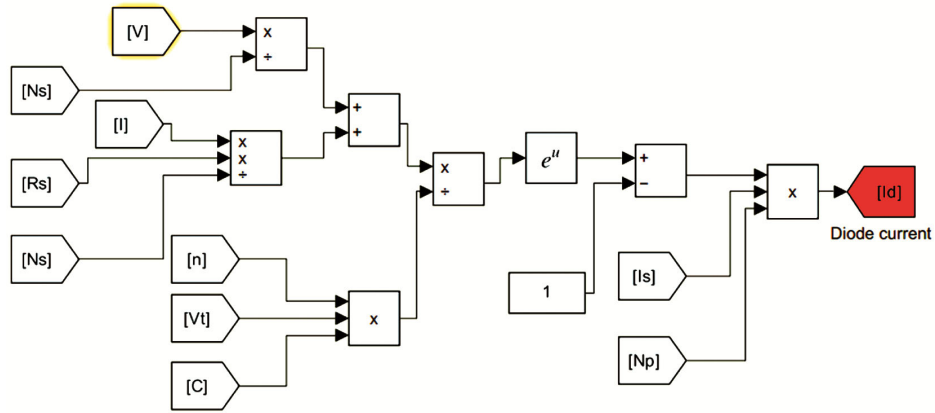 [V]
x
÷
[Ns]
[I]
x
x
÷
[Rs]
[Ns]
+
+
x
÷
[n]
[Vt]
x
[C]
e^u
1
+
−
x
[Is]
[Np]
[Id]
Diode current